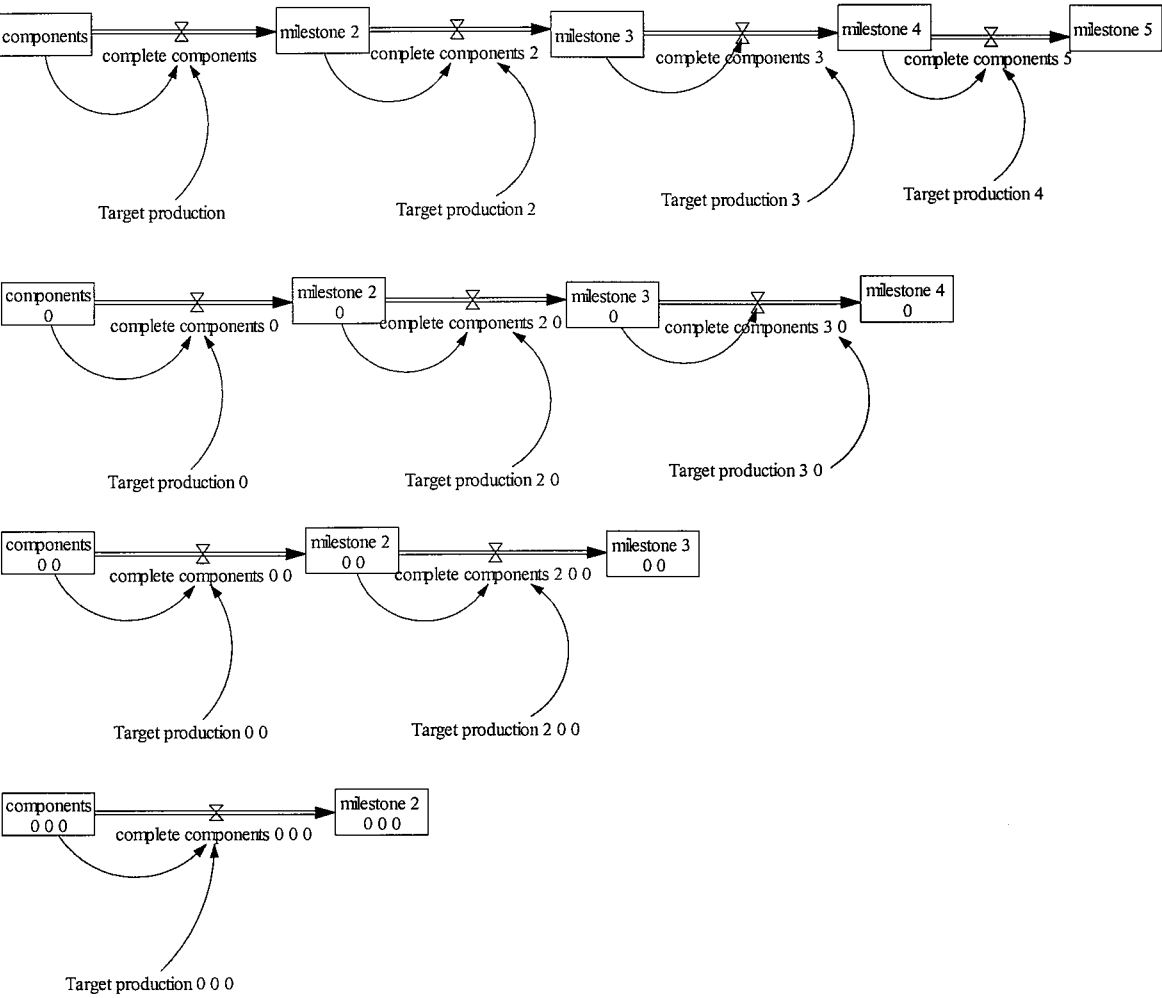 components
complete components
milestone 2
complete components 2
milestone 3
complete components 3
milestone 4
complete components 5
milestone 5
Target production
Target production 2
Target production 3
Target production 4
components
0
complete components 0
milestone 2
0
complete components 2 0
milestone 3
0
complete components 3 0
milestone 4
0
Target production 0
Target production 2 0
Target production 3 0
components
0 0
complete components 0 0
milestone 2
0 0
complete components 2 0 0
milestone 3
0 0
Target production 0 0
Target production 2 0 0
components
0 0 0
complete components 0 0 0
milestone 2
0 0 0
Target production 0 0 0